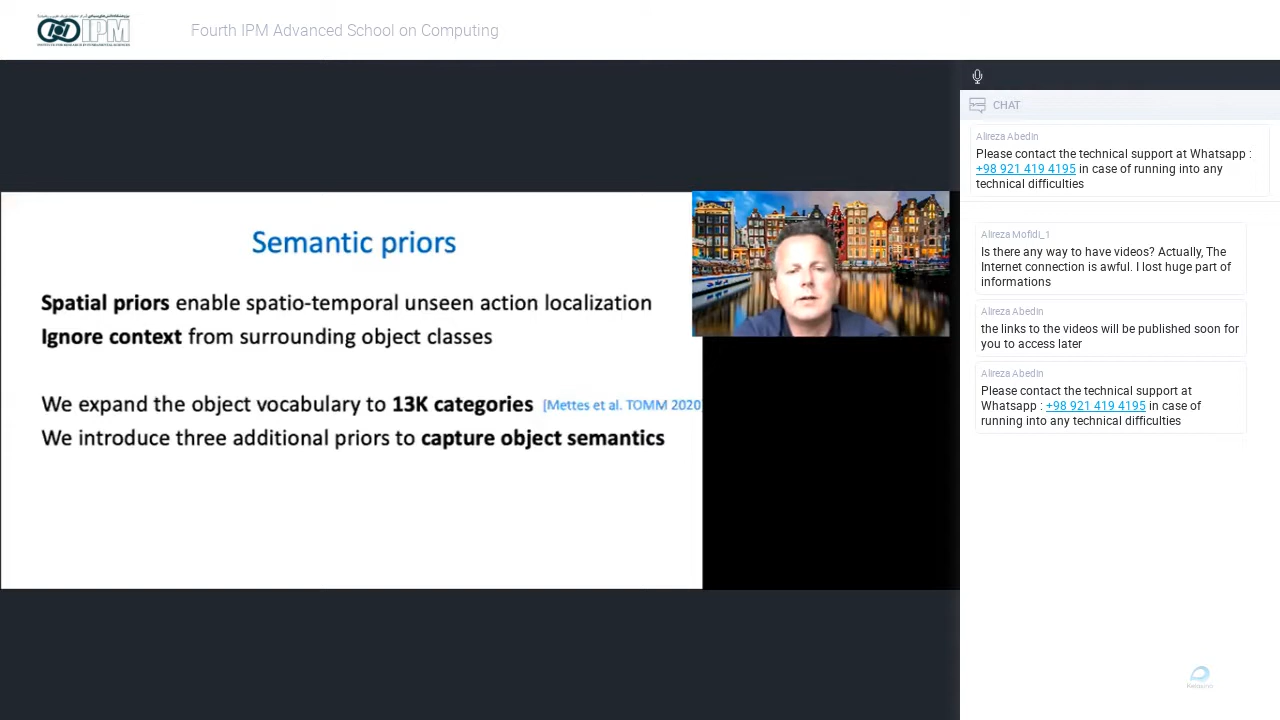 IPM
Fourth IPM Advanced School on Computing
Semantic priors
Spatial priors enable spatio-temporal unseen action localization
Ignore context from surrounding object classes
We expand the object vocabulary to 13K categories [Mettes et al. TOMM 2020]
We introduce three additional priors to capture object semantics
CHAT
Alireza Abedin
Please contact the technical support at Whatsapp :
+98 921 419 4195 in case of running into any
technical difficulties
Alireza Mofidi_1
Is there any way to have videos? Actually, The
Internet connection is awful. I lost huge part of
informations
Alireza Abedin
the links to the videos will be published soon for
you to access later
Alireza Abedin
Please contact the technical support at
Whatsapp : +98 921 419 4195 in case of
running into any technical difficulties